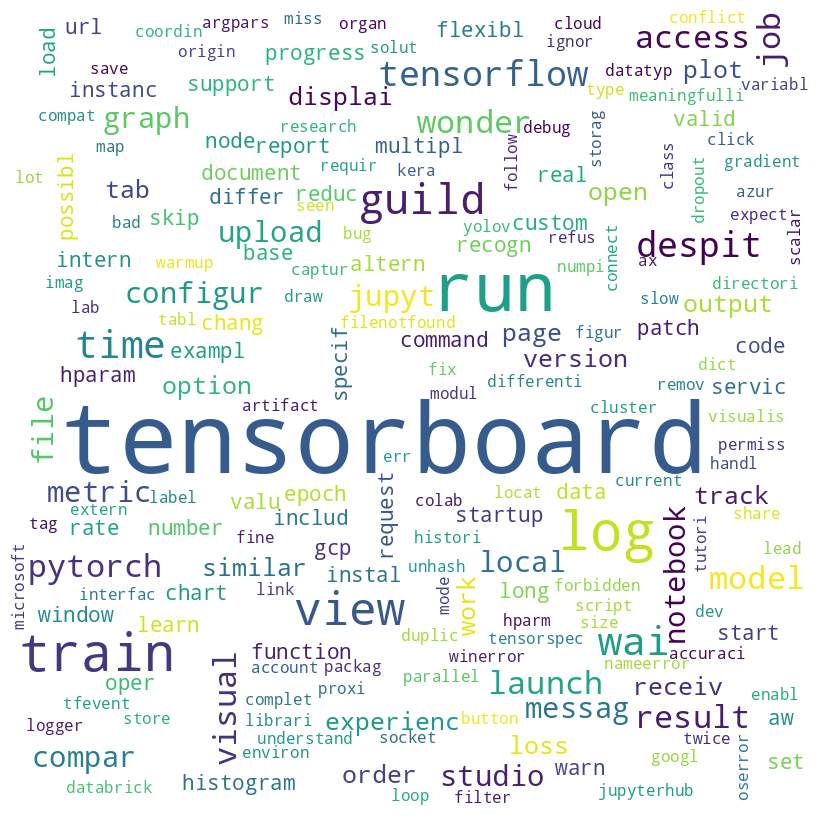 url
coordin
argpars
miss
organ
cloud
conflict
load
origin
progress
solut
flexibl
ignor
access
job
save
instanc
support
tensorflow
datatyp
plot
variabl
displai
type
meaningfulli
compat
graph
research
wonder
debug
storag
valid
click
map
node
report
multipl
follow
class
lot
document
requir
kera
real
dropout
gradient
possibl
tab
differ
reduc
seen
guild
open
azur
bad
skip
upload
bug
yolov
custom
refus
connect
expect
scalar
intern
warmup
base
captur
altern
recogn
numpi
ax
despit
imag
lab
configur
draw
jupyt
run
slow
directori
output
tabl
chang
filenotfound
time
exampl
specif
command
page
figur
patch
code
hparam
option
fix
version
dict
differenti
remov
servic
modul
artifact
file
tensorboard
cluster
visualis
permiss
handl
err
metric
label
valu
epoch
request
colab
locat
data
current
track
extern
tag
rate
number
includ
startup
log
share
fine
gcp
histori
notebook
tutori
lead
microsoft
pytorch
similar
instal
unhash
local
model
interfac
chart
link
mode
work
long
forbidden
window
view
script
dev
learn
duplic
hparm
size
start
tensorspec
wai
train
function
winerror
accuraci
nameerror
visual
account
packag
parallel
oper
proxi
launch
receiv
enabl
tfevent
complet
messag
logger
store
librari
experienc
button
result
aw
understand
socket
twice
environ
loss
compar
googl
oserror
set
histogram
order
studio
warn
databrick
loop
filter
jupyterhub